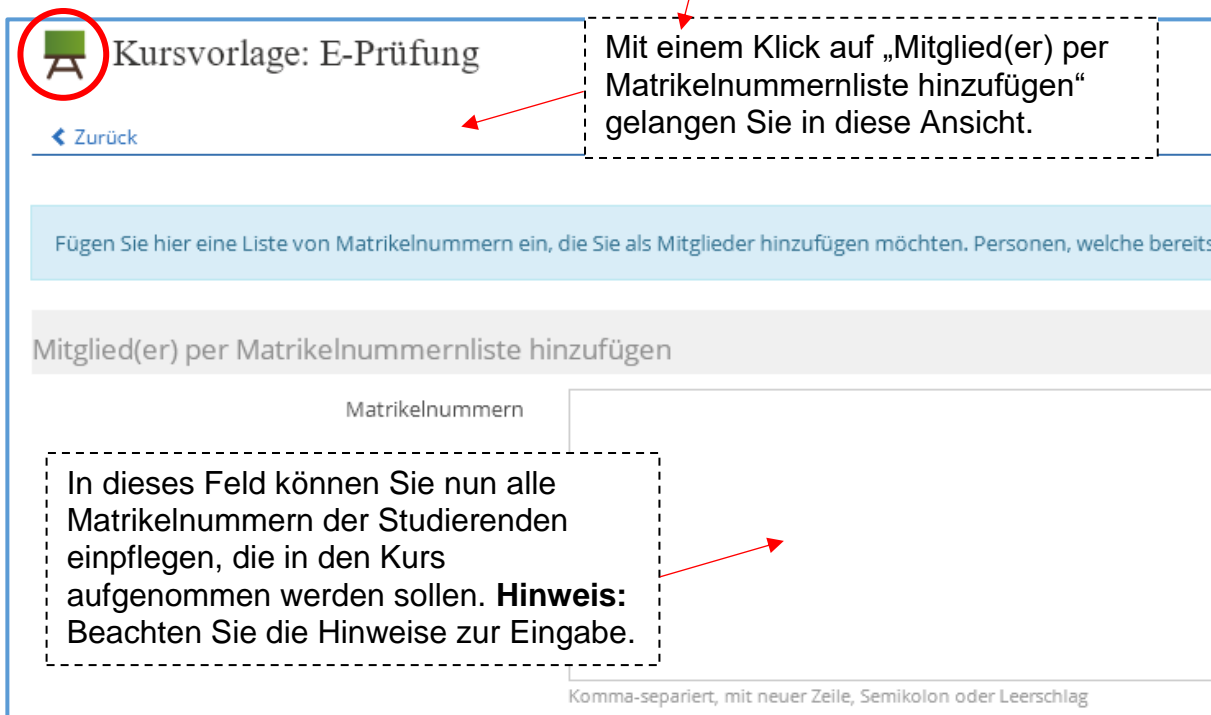 Kursvorlage: E-Prüfung
Mit einem Klick auf „Mitglied(er) per
Matrikelnummernliste hinzufügen“
gelangen Sie in diese Ansicht.
Zurück
Fügen Sie hier eine Liste von Matrikelnummern ein, die Sie als Mitglieder hinzufügen möchten. Personen, welche bereits
Mitglied(er) per Matrikelnummernliste hinzufügen
Matrikelnummern
In dieses Feld können Sie nun alle
Matrikelnummern der Studierenden
einpflegen, die in den Kurs
aufgenommen werden sollen. Hinweis:
Beachten Sie die Hinweise zur Eingabe.
Komma-separiert, mit neuer Zeile, Semikolon oder Leerschlag